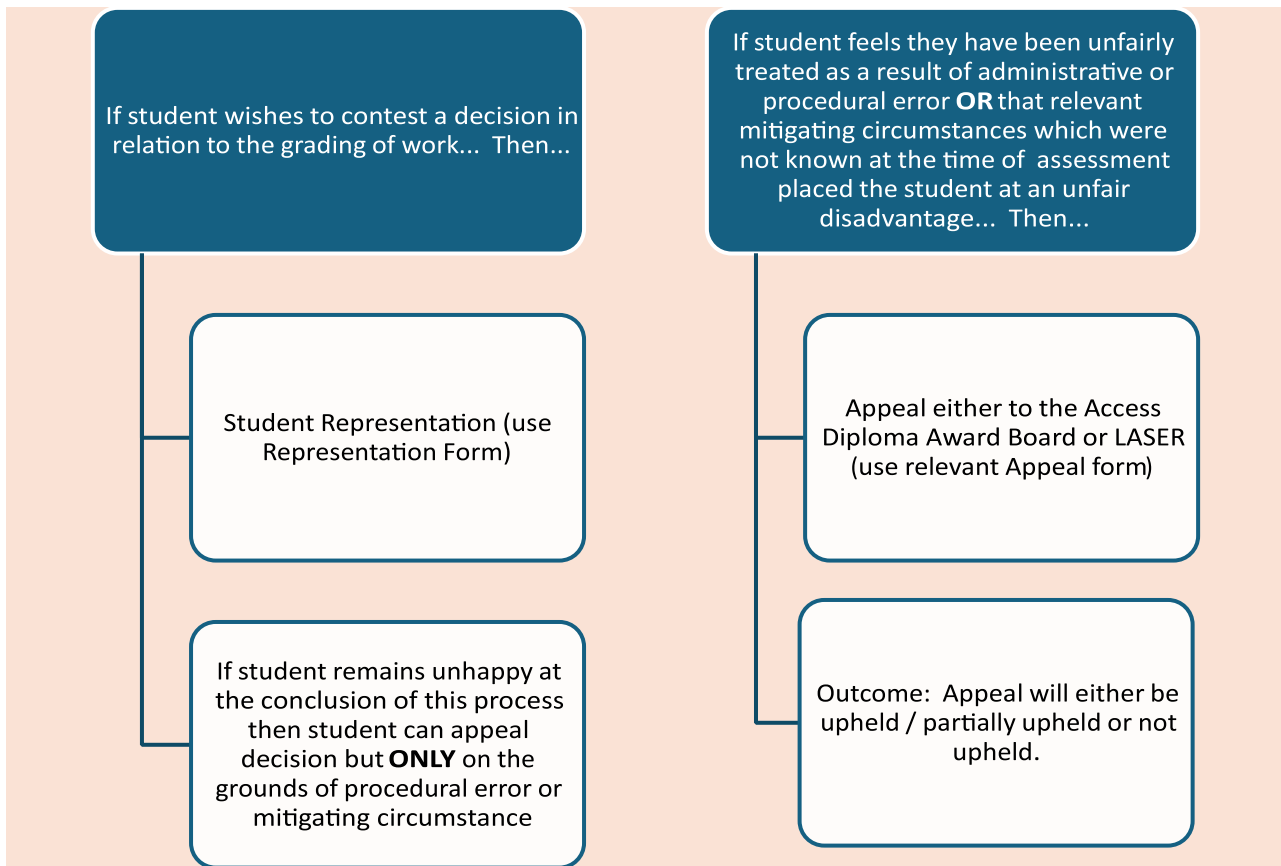 If student wishes to contest a decision in
relation to the grading of work... Then...
Student Representation (use
Representation Form)
If student remains unhappy at
the conclusion of this process
then student can appeal
decision but ONLY on the
grounds of procedural error or
mitigating circumstance
If student feels they have been unfairly
treated as a result of administrative or
procedural error OR that relevant
mitigating circumstances which were
not known at the time of assessment
placed the student at an unfair
disadvantage... Then...
Appeal either to the Access
Diploma Award Board or LASER
(use relevant Appeal form)
Outcome: Appeal will either be
upheld / partially upheld or not
upheld.